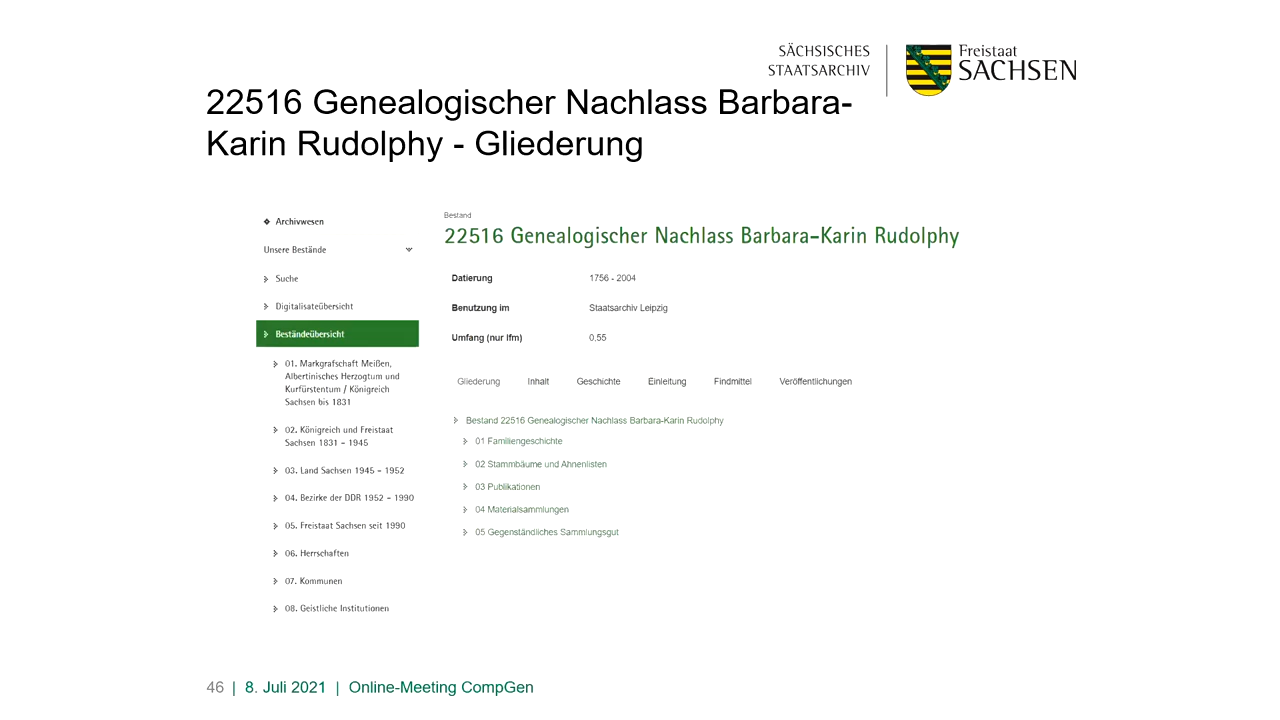 SÄCHSISCHES
STAATSARCHIV
Freistaat
SACHSEN
22516 Genealogischer Nachlass Barbara-
Karin Rudolphy - Gliederung
Archivwesen
Unsere Bestände
Suche
Digitalisateübersicht
Beständeübersicht
01. Markgrafschaft Meißen,
Albertinisches Herzogtum und
Kurfürstentum / Königreich
Sachsen bis 1831
02. Königreich und Freistaat
Sachsen 1831 - 1945
03. Land Sachsen 1945 - 1952
04. Bezirke der DDR 1952 - 1990
05. Freistaat Sachsen seit 1990
06. Herrschaften
07. Kommunen
08. Geistliche Institutionen
Bestand
22516 Genealogischer Nachlass Barbara-Karin Rudolphy
Datierung 1756 - 2004
Benutzung im Staatsarchiv Leipzig
Umfang (nur lfm) 0,55
Gliederung Inhalt Geschichte Einleitung Findmittel Veröffentlichungen
Bestand 22516 Genealogischer Nachlass Barbara-Karin Rudolphy
01 Familiengeschichte
02 Stammbäume und Ahnenlisten
03 Publikationen
04 Materialsammlungen
05 Gegenständliches Sammlungsgut
46 | 8. Juli 2021 | Online-Meeting CompGen